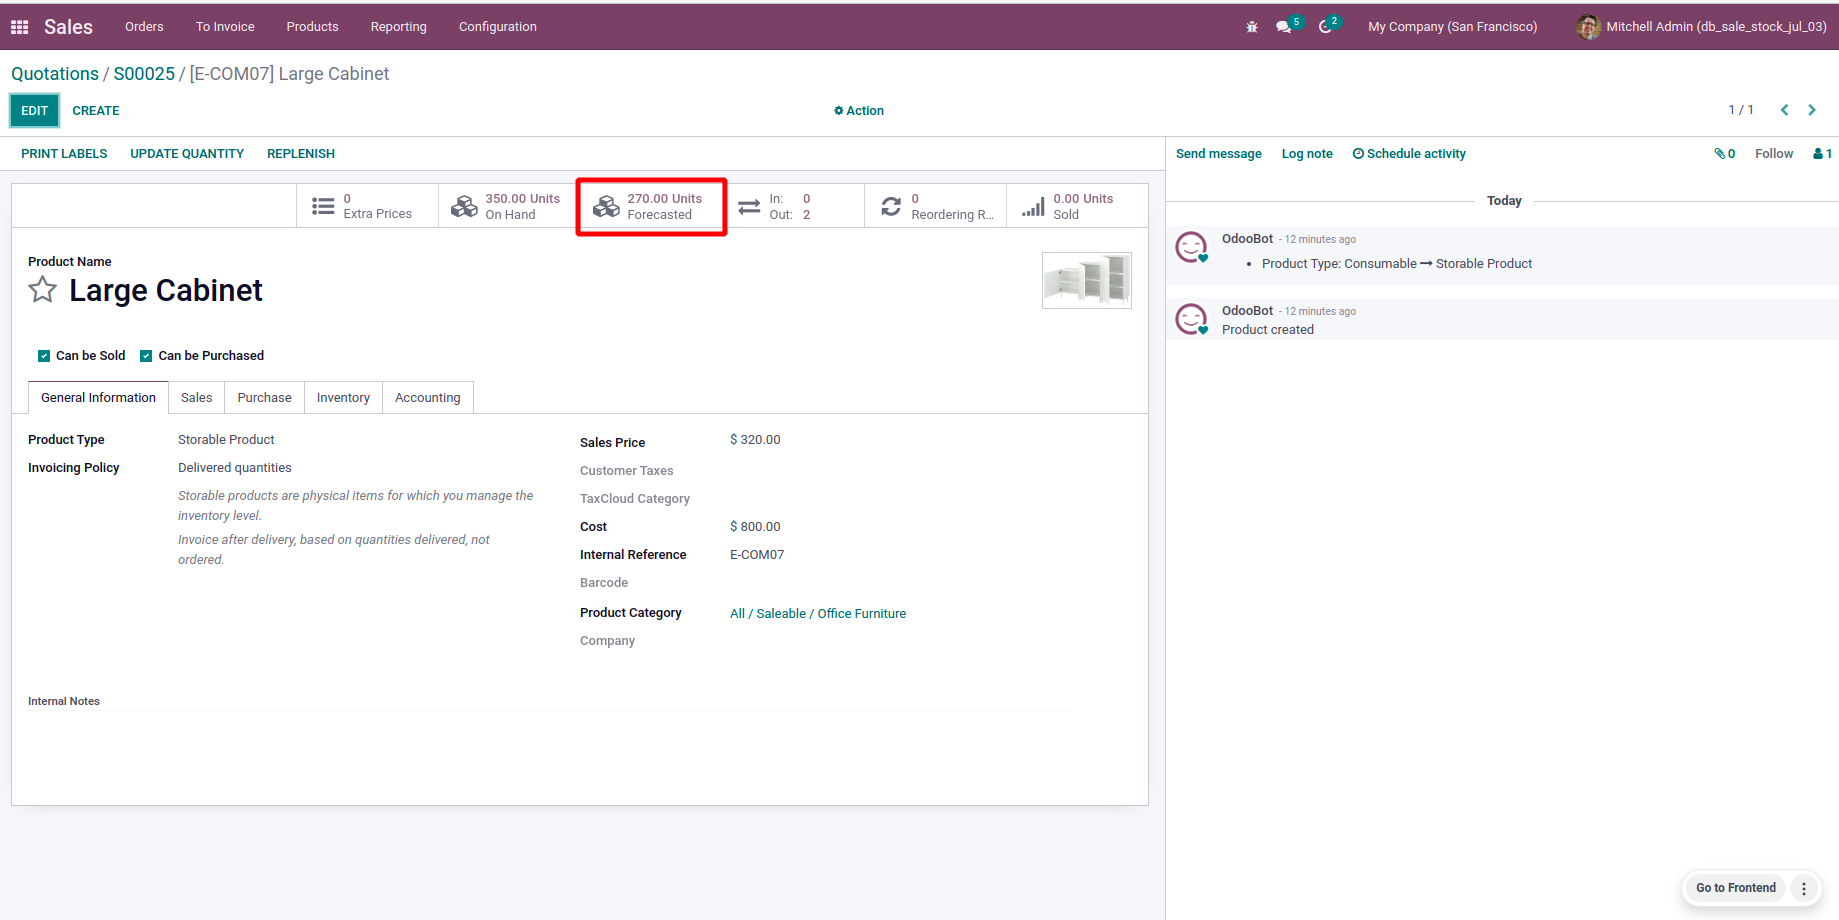 Sales Orders To Invoice Products Reporting Configuration 5 2 My Company (San Francisco) Mitchell Admin (db_sale_stock_jul_03)
Quotations / S00025 / [E-COM07] Large Cabinet
EDIT CREATE Action 1 / 1
PRINT LABELS UPDATE QUANTITY REPLENISH
0
Extra Prices
350.00 Units
On Hand
270.00 Units
Forecasted
In: 0
Out: 2
0
Reordering R...
0.00 Units
Sold
Product Name
Large Cabinet
Can be Sold Can be Purchased
General Information Sales Purchase Inventory Accounting
Product Type Storable Product
Invoicing Policy Delivered quantities
Storable products are physical items for which you manage the
inventory level.
Invoice after delivery, based on quantities delivered, not
ordered.
Sales Price $ 320.00
Customer Taxes
TaxCloud Category
Cost $ 800.00
Internal Reference E-COM07
Barcode
Product Category All / Saleable / Office Furniture
Company
Internal Notes
Send message Log note Schedule activity 0 Follow 1
Today
OdooBot - 12 minutes ago
• Product Type: Consumable → Storable Product
OdooBot - 12 minutes ago
Product created
Go to Frontend